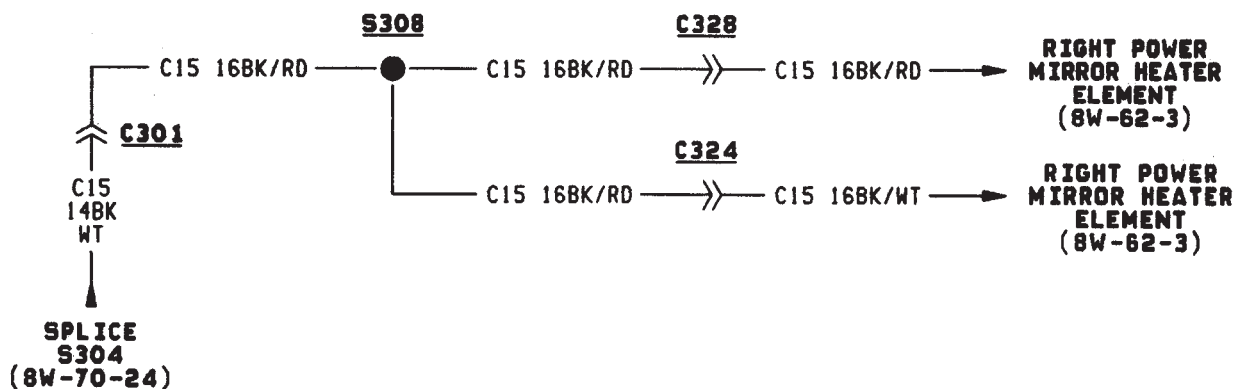 S308
C328
C15 16BK/RD
C15 16BK/RD
C15 16BK/RD
RIGHT POWER
MIRROR HEATER
ELEMENT
(8W-62-3)
C301
C324
C15
14BK
WT
C15 16BK/RD
C15 16BK/WT
RIGHT POWER
MIRROR HEATER
ELEMENT
(8W-62-3)
SPLICE
S304
(8W-70-24)